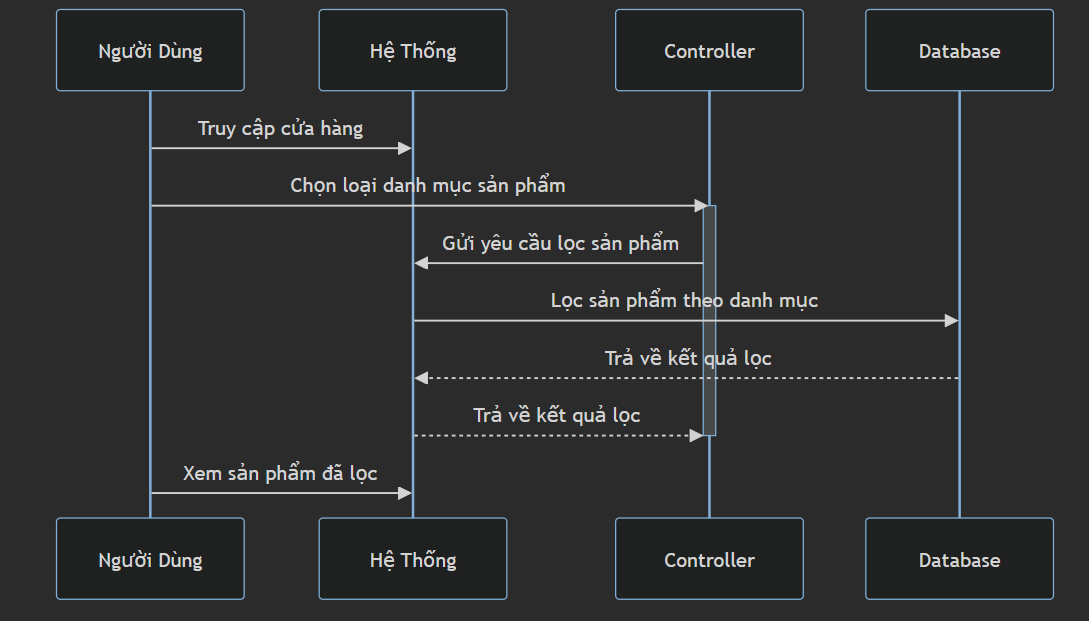 Người Dùng
Hệ Thống
Controller
Database
Truy cập cửa hàng
Chọn loại danh mục sản phẩm
Gửi yêu cầu lọc sản phẩm
Lọc sản phẩm theo danh mục
Trả về kết quả lọc
Trả về kết quả lọc
Xem sản phẩm đã lọc
Người Dùng
Hệ Thống
Controller
Database